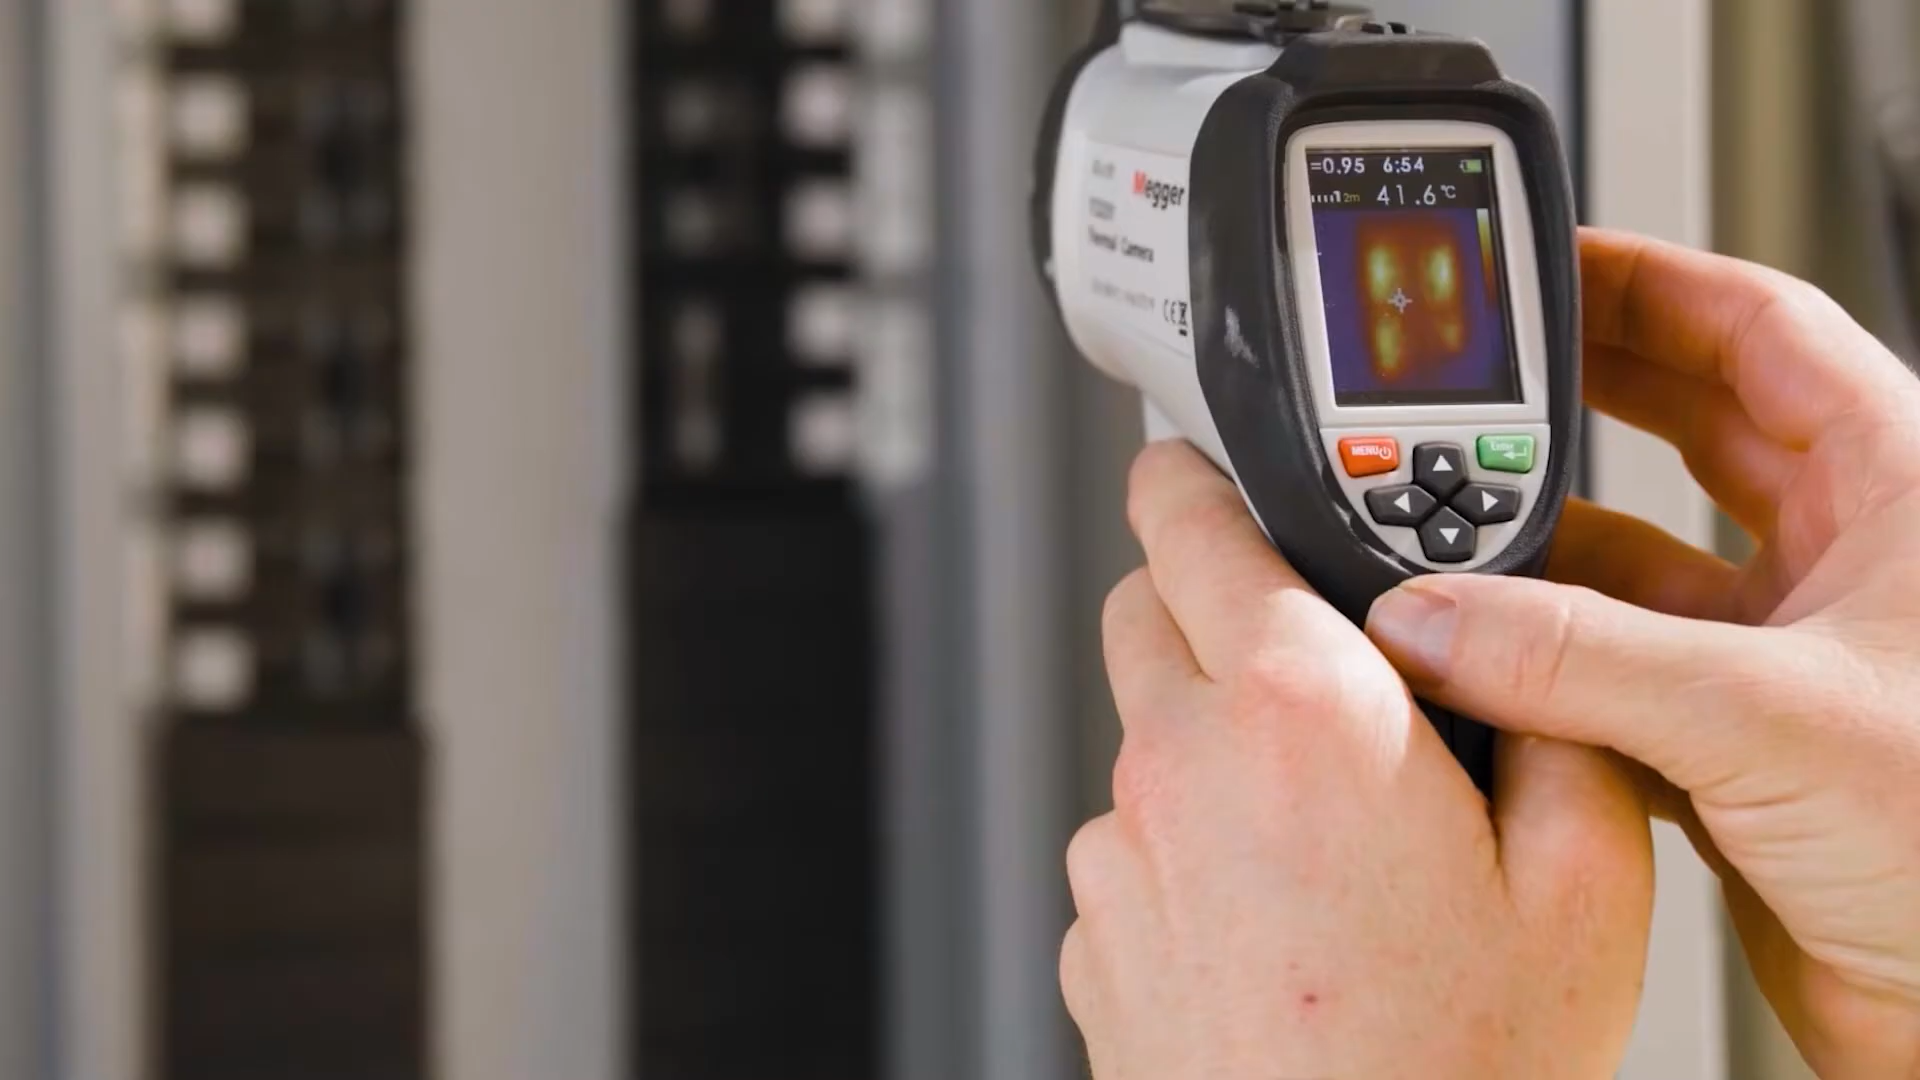 =0.95 6:54
2m 41.6°C
Megger
Thermal Camera
CE
MENU
Enter